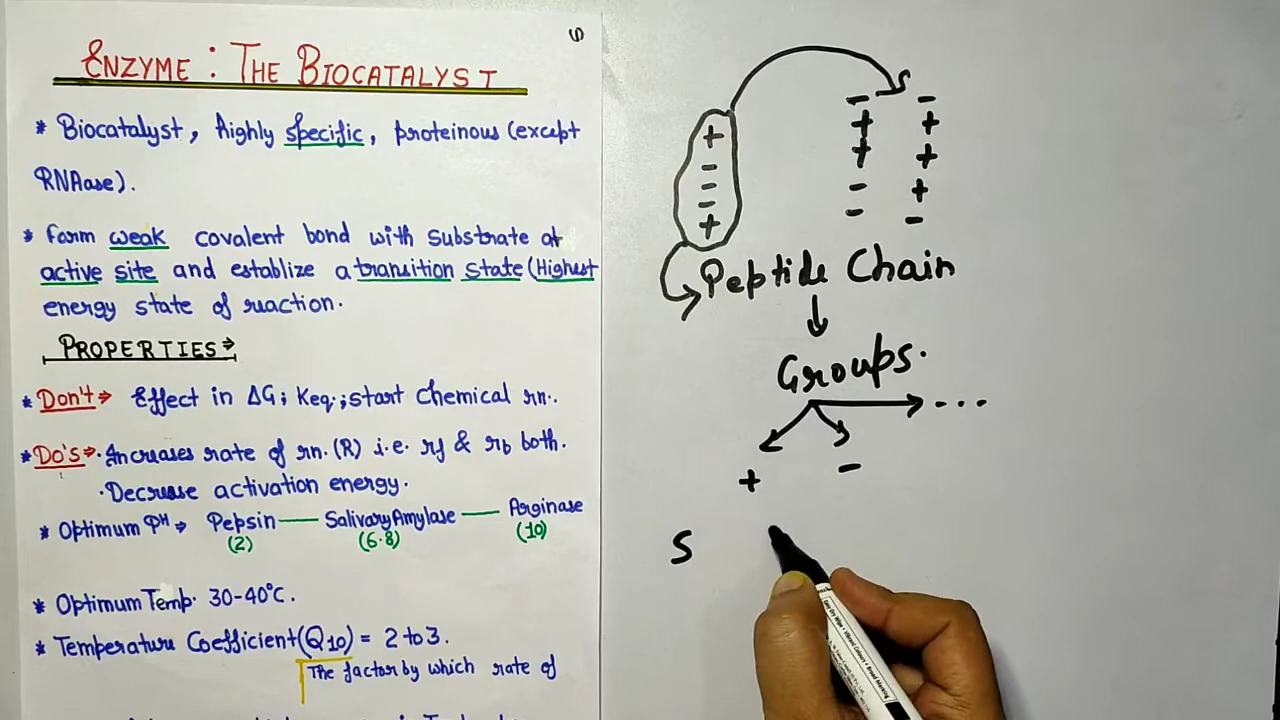 6
ENZYME : THE BIOCATALYST
* Biocatalyst, highly specific, proteinous (except
RNAase).
* Form weak covalent bond with substrate at
active site and establize a transition state (Highest
energy state of reaction.
PROPERTIES→
* Don't → Effect in ΔG ; Keq. ; start chemical rn..
* Do's → · Increases rate of rn. (R) i.e. rf & rb both.
· Decrease activation energy.
* Optimum PH → Pepsin — Salivary Amylase — Arginase
(2) (6.8) (10)
* Optimum Temp. 30-40°C.
* Temperature Coefficient (Q10) = 2 to 3.
The factor by which rate of
S
- -
+ + +
- + +
- - +
- - -
+
Peptide Chain
↓
Groups.
→ ...
+ -
S